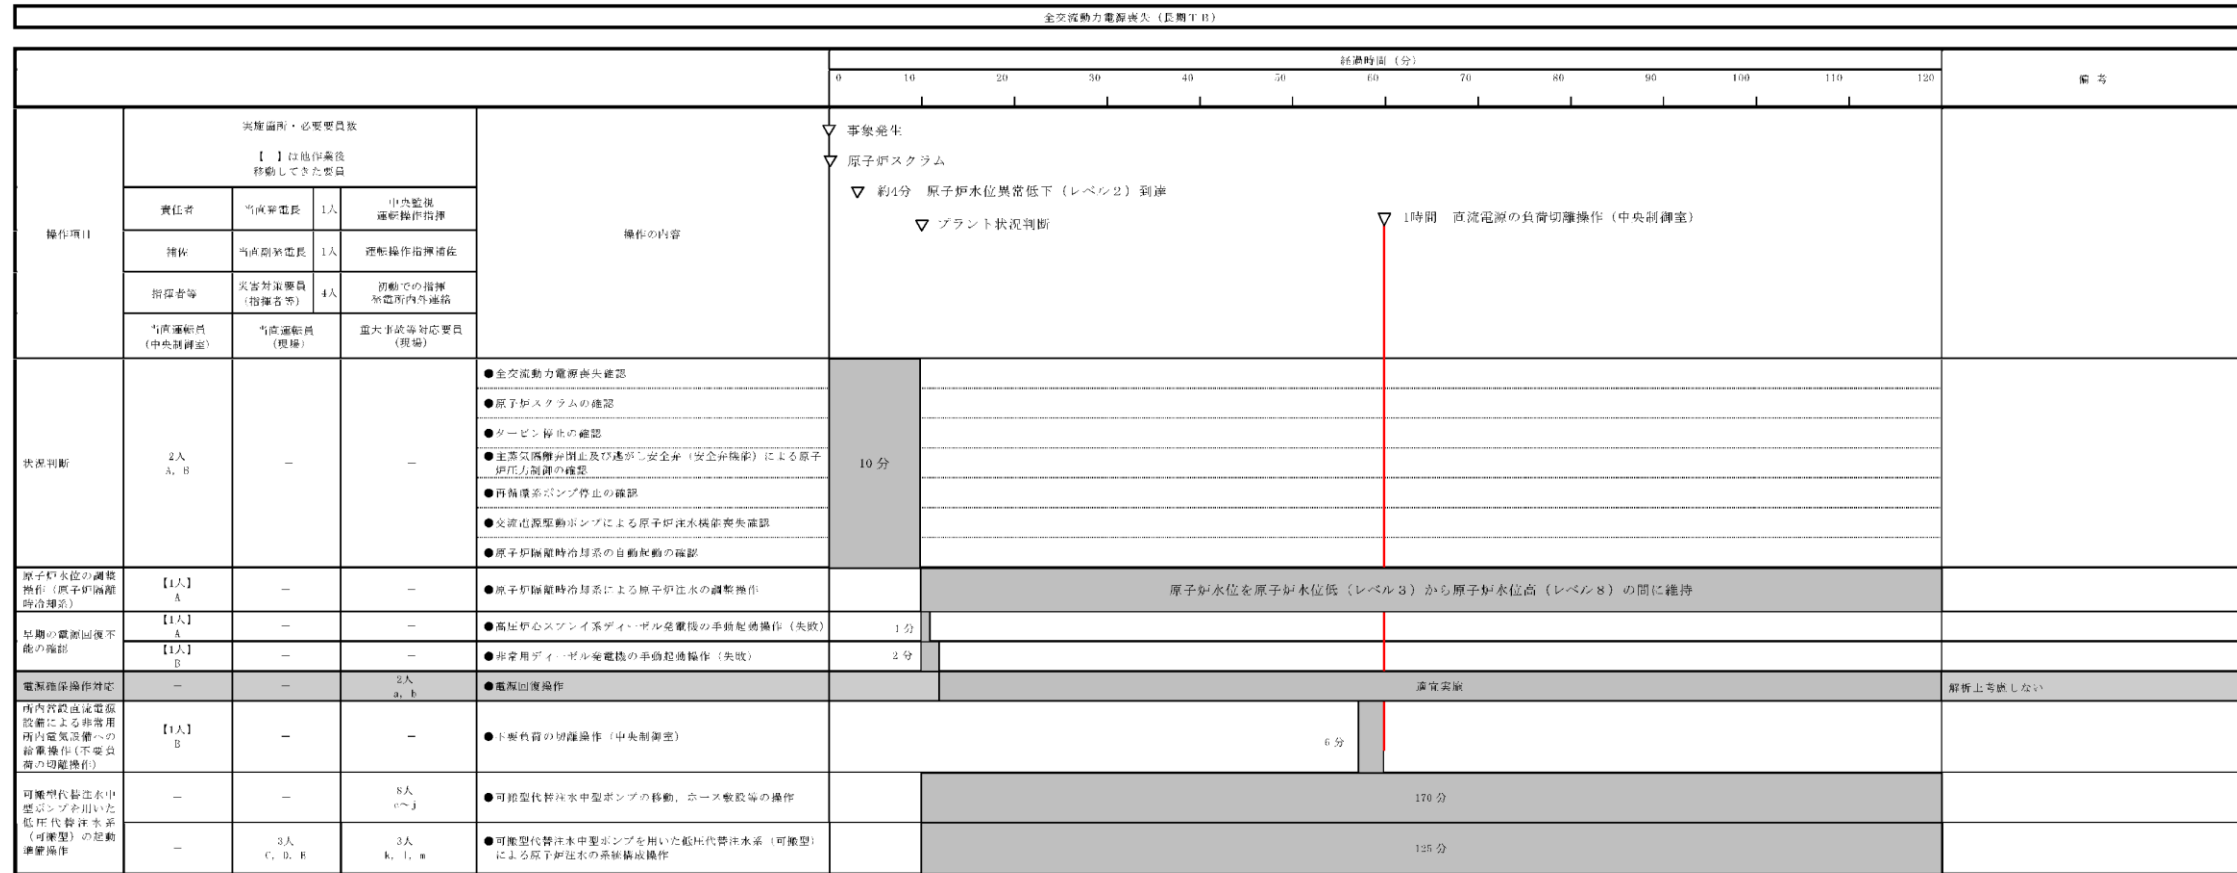 全交流動力電源喪失（長期TB）
経過時間（分）
備 考
0 10 20 30 40 50 60 70 80 90 100 110 120
操作項目
実施箇所・必要要員数
【 】は他作業後
移動してきた要員
責任者
当直発電長
1人
中央監視
運転操作指揮
補佐
当直副発電長
1人
運転操作指揮補佐
指揮者等
災害対策要員
（指揮者等）
4人
初動での指揮
発電所内外連絡
当直運転員
（中央制御室）
当直運転員
（現場）
重大事故等対応要員
（現場）
操作の内容
事象発生
原子炉スクラム
約4分 原子炉水位異常低下（レベル２）到達
プラント状況判断
1時間 直流電源の負荷切離操作（中央制御室）
状況判断
2人
A, B
－
－
●全交流動力電源喪失確認
●原子炉スクラムの確認
●タービン停止の確認
●主蒸気隔離弁閉止及び逃がし安全弁（安全弁機能）による原子
炉圧力制御の確認
●再循環系ポンプ停止の確認
●交流電源駆動ポンプによる原子炉注水機能喪失確認
●原子炉隔離時冷却系の自動起動の確認
10 分
原子炉水位の調整
操作（原子炉隔離
時冷却系）
【1人】
A
－
－
●原子炉隔離時冷却系による原子炉注水の調整操作
原子炉水位を原子炉水位低（レベル３）から原子炉水位高（レベル８）の間に維持
早期の電源回復不
能の確認
【1人】
A
－
－
●高圧炉心スプレイ系ディーゼル発電機の手動起動操作（失敗）
1 分
【1人】
B
－
－
●非常用ディーゼル発電機の手動起動操作（失敗）
2 分
電源確保操作対応
－
－
2人
a, b
●電源回復操作
適宜実施
解析上考慮しない
所内常設直流電源
設備による非常用
所内電気設備への
給電操作(不要負
荷の切離操作)
【1人】
B
－
－
●不要負荷の切離操作（中央制御室）
6 分
可搬型代替注水中
型ポンプを用いた
低圧代替注水系
（可搬型）の起動
準備操作
－
－
8人
c～j
●可搬型代替注水中型ポンプの移動，ホース敷設等の操作
170 分
－
3人
C, D, E
3人
k, l, m
●可搬型代替注水中型ポンプを用いた低圧代替注水系（可搬型）
による原子炉注水の系統構成操作
125 分